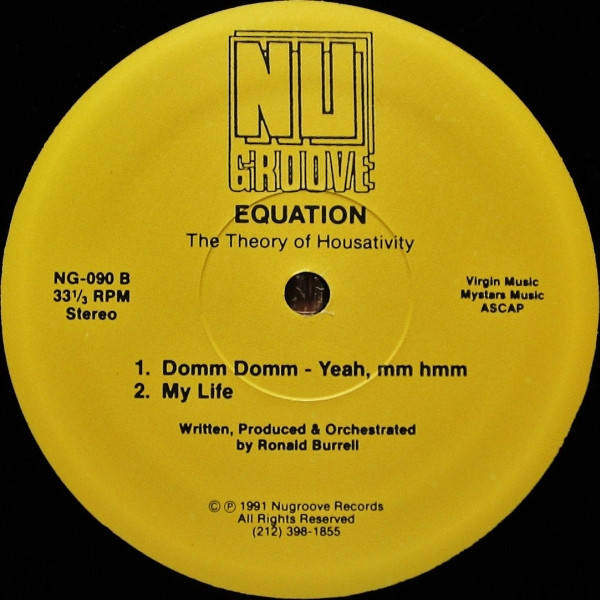 NU
GROOVE
EQUATION
The Theory of Housativity
NG-090 B
33⅓ RPM
Stereo
Virgin Music
Mystars Music
ASCAP
1. Domm Domm - Yeah, mm hmm
2. My Life
Written, Produced & Orchestrated
by Ronald Burrell
© ℗ 1991 Nugroove Records
All Rights Reserved
(212) 398-1855